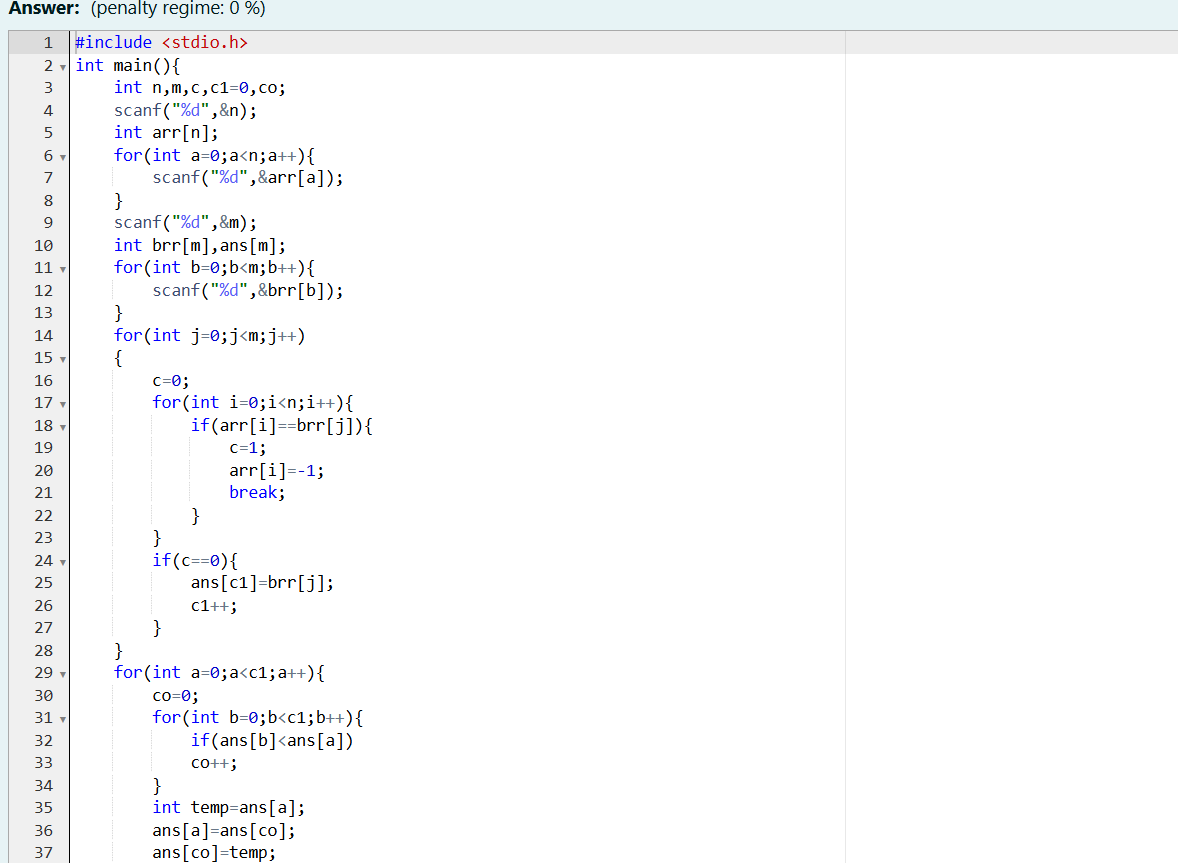 Answer: (penalty regime: 0 %)
1 #include <stdio.h>
2 int main(){
3     int n,m,c,c1=0,co;
4     scanf("%d",&n);
5     int arr[n];
6     for(int a=0;a<n;a++){
7         scanf("%d",&arr[a]);
8     }
9     scanf("%d",&m);
10     int brr[m],ans[m];
11     for(int b=0;b<m;b++){
12         scanf("%d",&brr[b]);
13     }
14     for(int j=0;j<m;j++)
15     {
16         c=0;
17         for(int i=0;i<n;i++){
18             if(arr[i]==brr[j]){
19                 c=1;
20                 arr[i]=-1;
21                 break;
22             }
23         }
24         if(c==0){
25             ans[c1]=brr[j];
26             c1++;
27         }
28     }
29     for(int a=0;a<c1;a++){
30         co=0;
31         for(int b=0;b<c1;b++){
32             if(ans[b]<ans[a])
33             co++;
34         }
35         int temp=ans[a];
36         ans[a]=ans[co];
37         ans[co]=temp;